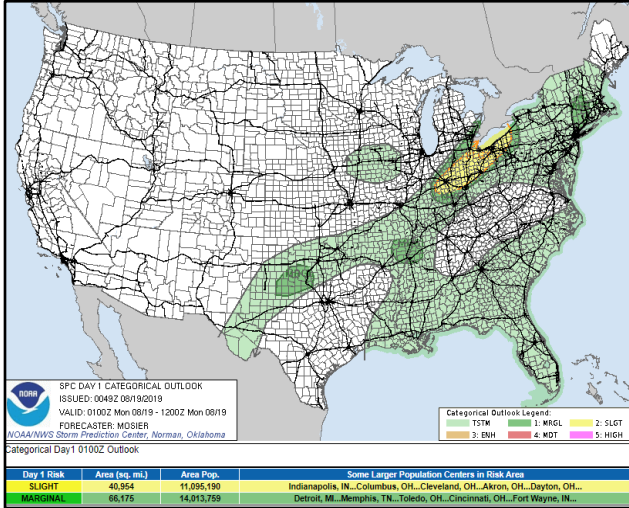 SPC DAY 1 CATEGORICAL OUTLOOK
ISSUED: 0049Z 08/19/2019
VALID: 0100Z Mon 08/19 - 1200Z Mon 08/19
FORECASTER: MOSIER
NOAA/NWS Storm Prediction Center, Norman, Oklahoma
NOAA
Categorical Outlook Legend:
TSTM 1: MRGL 2: SLGT
3: ENH 4: MDT 5: HIGH
Categorical Day1 0100Z Outlook
Day 1 Risk Area (sq. mi.) Area Pop. Some Larger Population Centers in Risk Area
SLIGHT 40,954 11,095,190 Indianapolis, IN...Columbus, OH...Cleveland, OH...Akron, OH...Dayton, OH...
MARGINAL 66,175 14,013,759 Detroit, MI...Memphis, TN...Toledo, OH...Cincinnati, OH...Fort Wayne, IN...